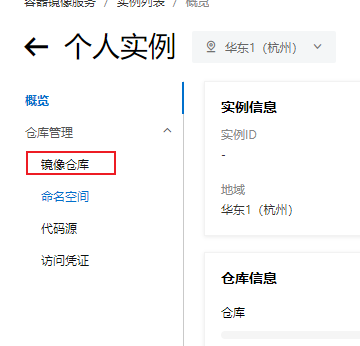 容器镜像服务 / 实例列表 / 概览
个人实例
华东1（杭州）
概览
仓库管理
镜像仓库
命名空间
代码源
访问凭证
实例信息
实例ID
-
地域
华东1（杭州）
仓库信息
仓库